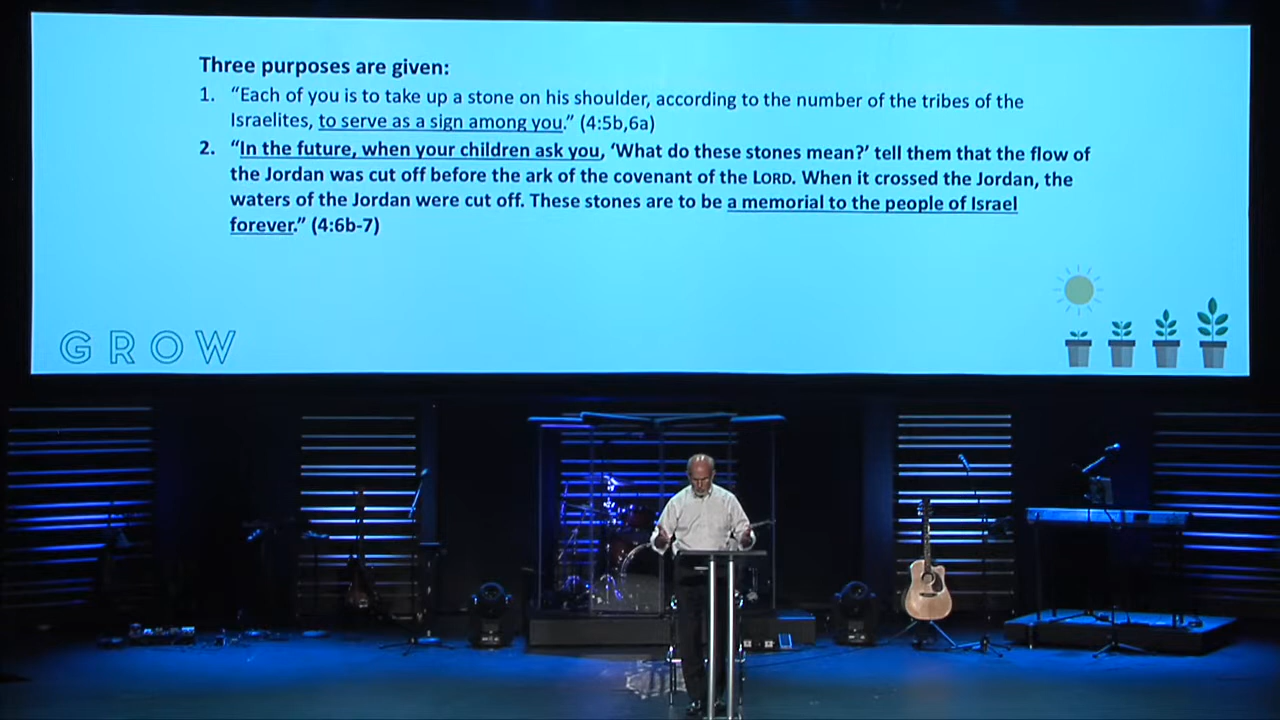 Three purposes are given:
1. “Each of you is to take up a stone on his shoulder, according to the number of the tribes of the
Israelites, to serve as a sign among you.” (4:5b,6a)
2. “In the future, when your children ask you, ‘What do these stones mean?’ tell them that the flow of
the Jordan was cut off before the ark of the covenant of the LORD. When it crossed the Jordan, the
waters of the Jordan were cut off. These stones are to be a memorial to the people of Israel
forever.” (4:6b-7)
GROW